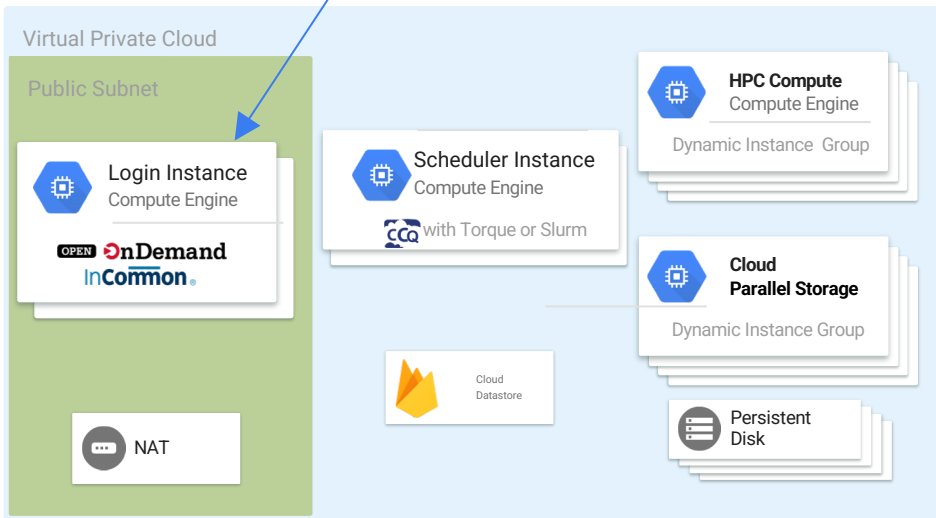 Virtual Private Cloud
Public Subnet
Login Instance
Compute Engine
OPEN OnDemand
InCommon®
NAT
Scheduler Instance
Compute Engine
CCQ with Torque or Slurm
Cloud
Datastore
HPC Compute
Compute Engine
Dynamic Instance Group
Cloud
Parallel Storage
Dynamic Instance Group
Persistent
Disk